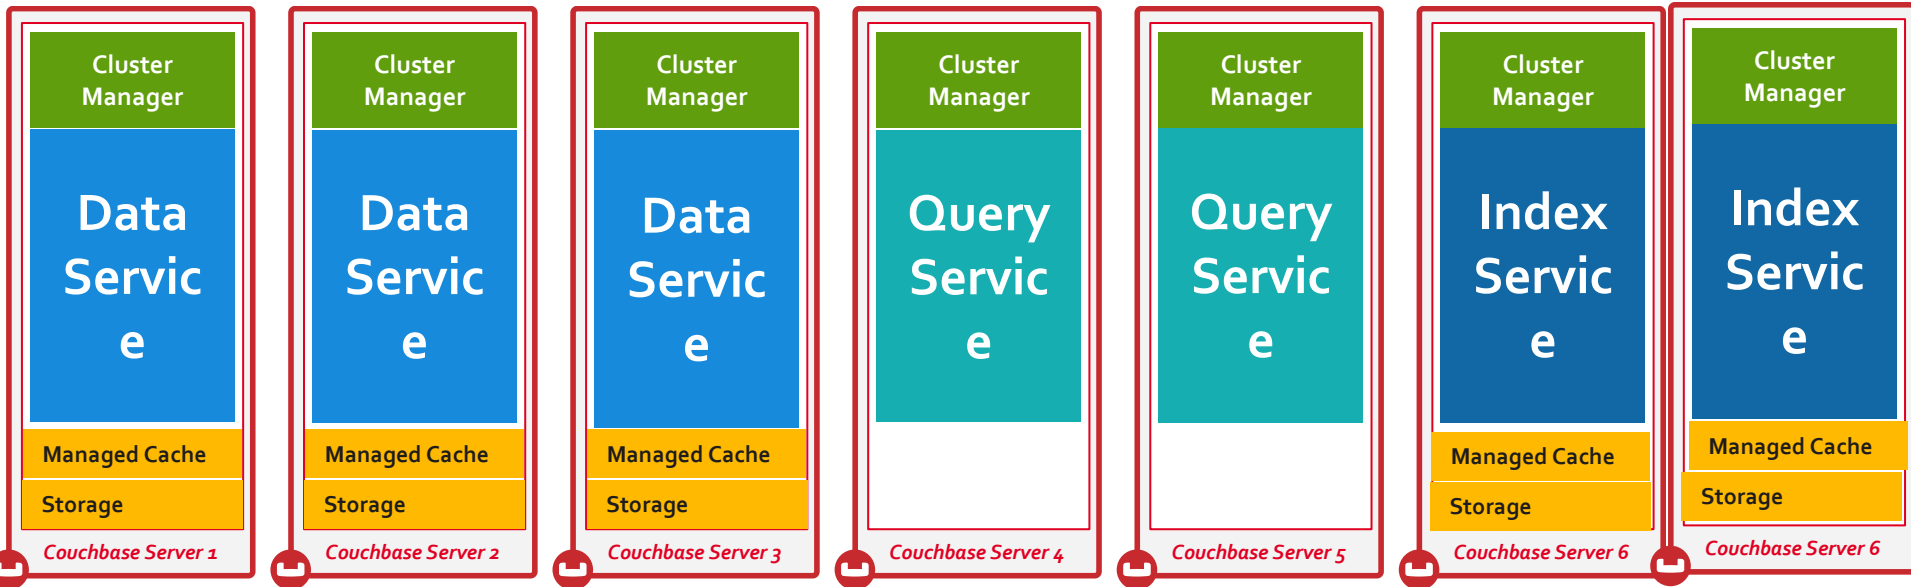 Cluster
Manager
Data
Servic
e
Managed Cache
Storage
Couchbase Server 1
Cluster
Manager
Data
Servic
e
Managed Cache
Storage
Couchbase Server 2
Cluster
Manager
Data
Servic
e
Managed Cache
Storage
Couchbase Server 3
Cluster
Manager
Query
Servic
e
Couchbase Server 4
Cluster
Manager
Query
Servic
e
Couchbase Server 5
Cluster
Manager
Index
Servic
e
Managed Cache
Storage
Couchbase Server 6
Cluster
Manager
Index
Servic
e
Managed Cache
Storage
Couchbase Server 6